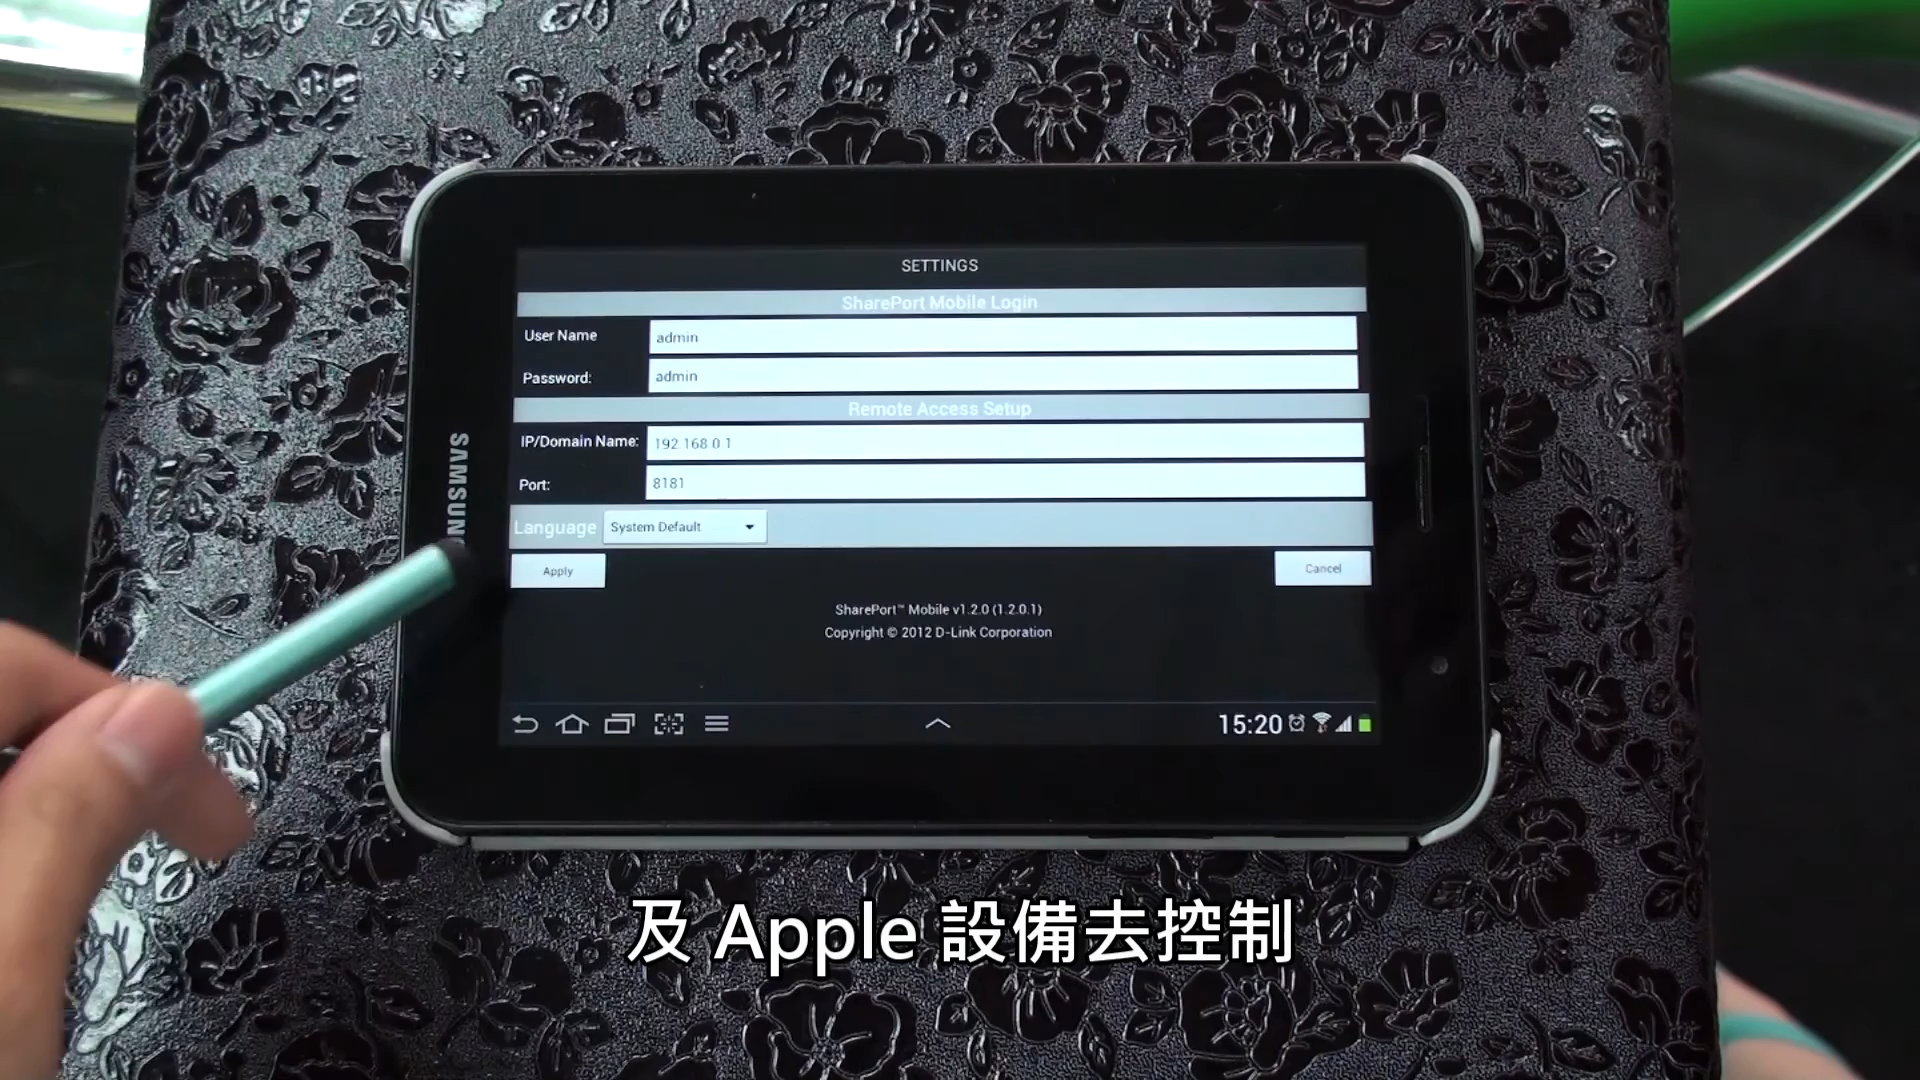 SETTINGS
SharePort Mobile Login
User Name admin
Password: admin
Remote Access Setup
IP/Domain Name: 192.168.0.1
Port: 8181
Language System Default
Apply Cancel
SharePort™ Mobile v1.2.0 (1.2.0.1)
Copyright © 2012 D-Link Corporation
15:20
SAMSUNG
及 Apple 設備去控制